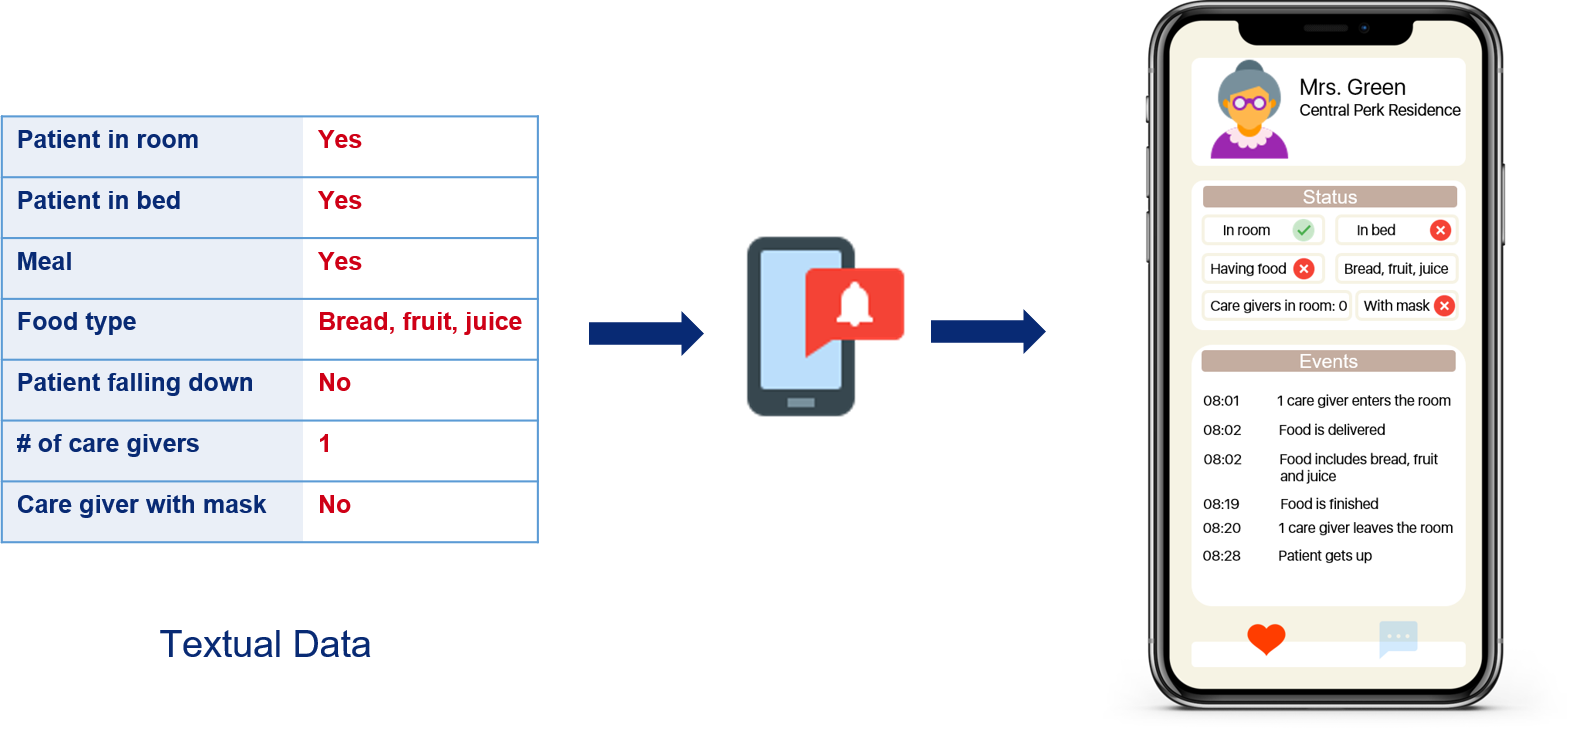 Patient in room Yes
Patient in bed Yes
Meal Yes
Food type Bread, fruit, juice
Patient falling down No
# of care givers 1
Care giver with mask No
Textual Data
Mrs. Green
Central Perk Residence
Status
In room In bed
Having food Bread, fruit, juice
Care givers in room: 0 With mask
Events
08:01 1 care giver enters the room
08:02 Food is delivered
08:02 Food includes bread, fruit
and juice
08:19 Food is finished
08:20 1 care giver leaves the room
08:28 Patient gets up